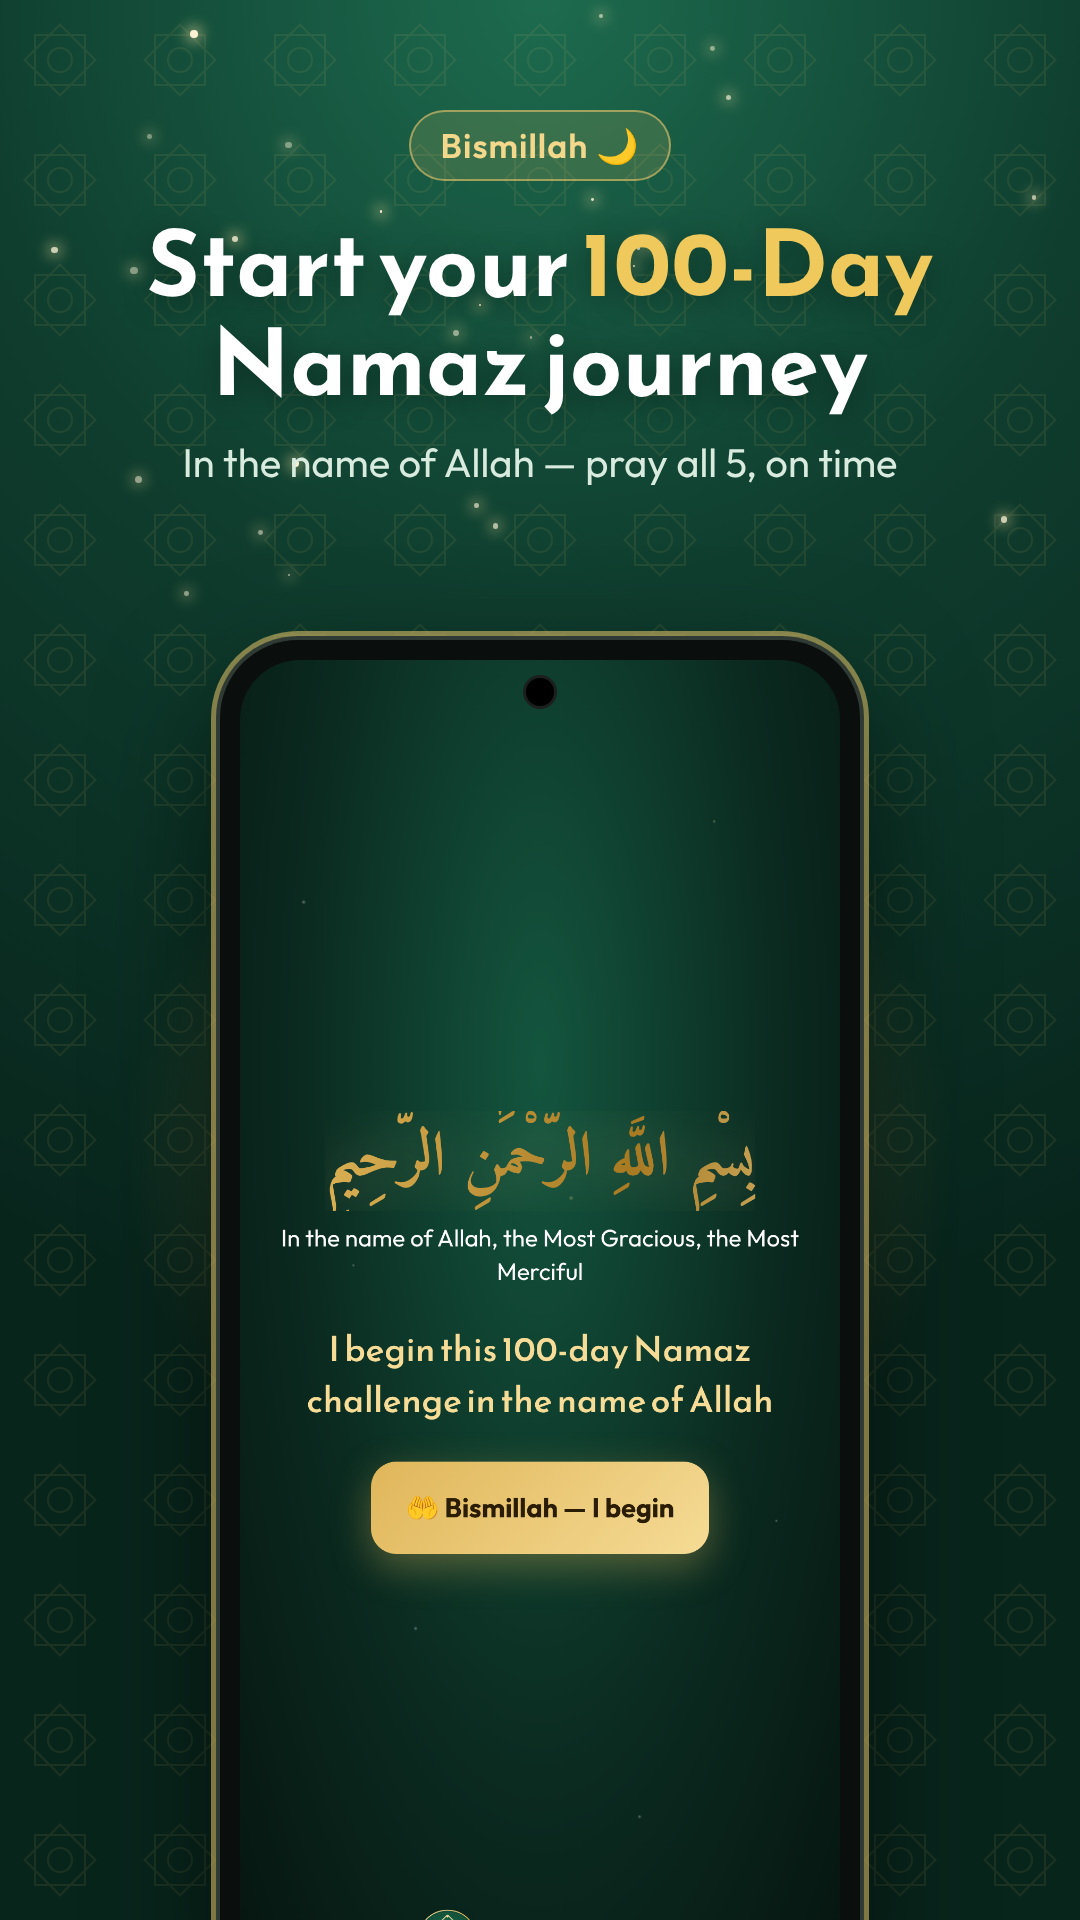 Bismillah 🌙
Start your 100-Day
Namaz journey
In the name of Allah — pray all 5, on time
بِسْمِ اللَّهِ الرَّحْمَٰنِ الرَّحِيمِ
In the name of Allah, the Most Gracious, the Most
Merciful
I begin this 100-day Namaz
challenge in the name of Allah
🤲 Bismillah — I begin